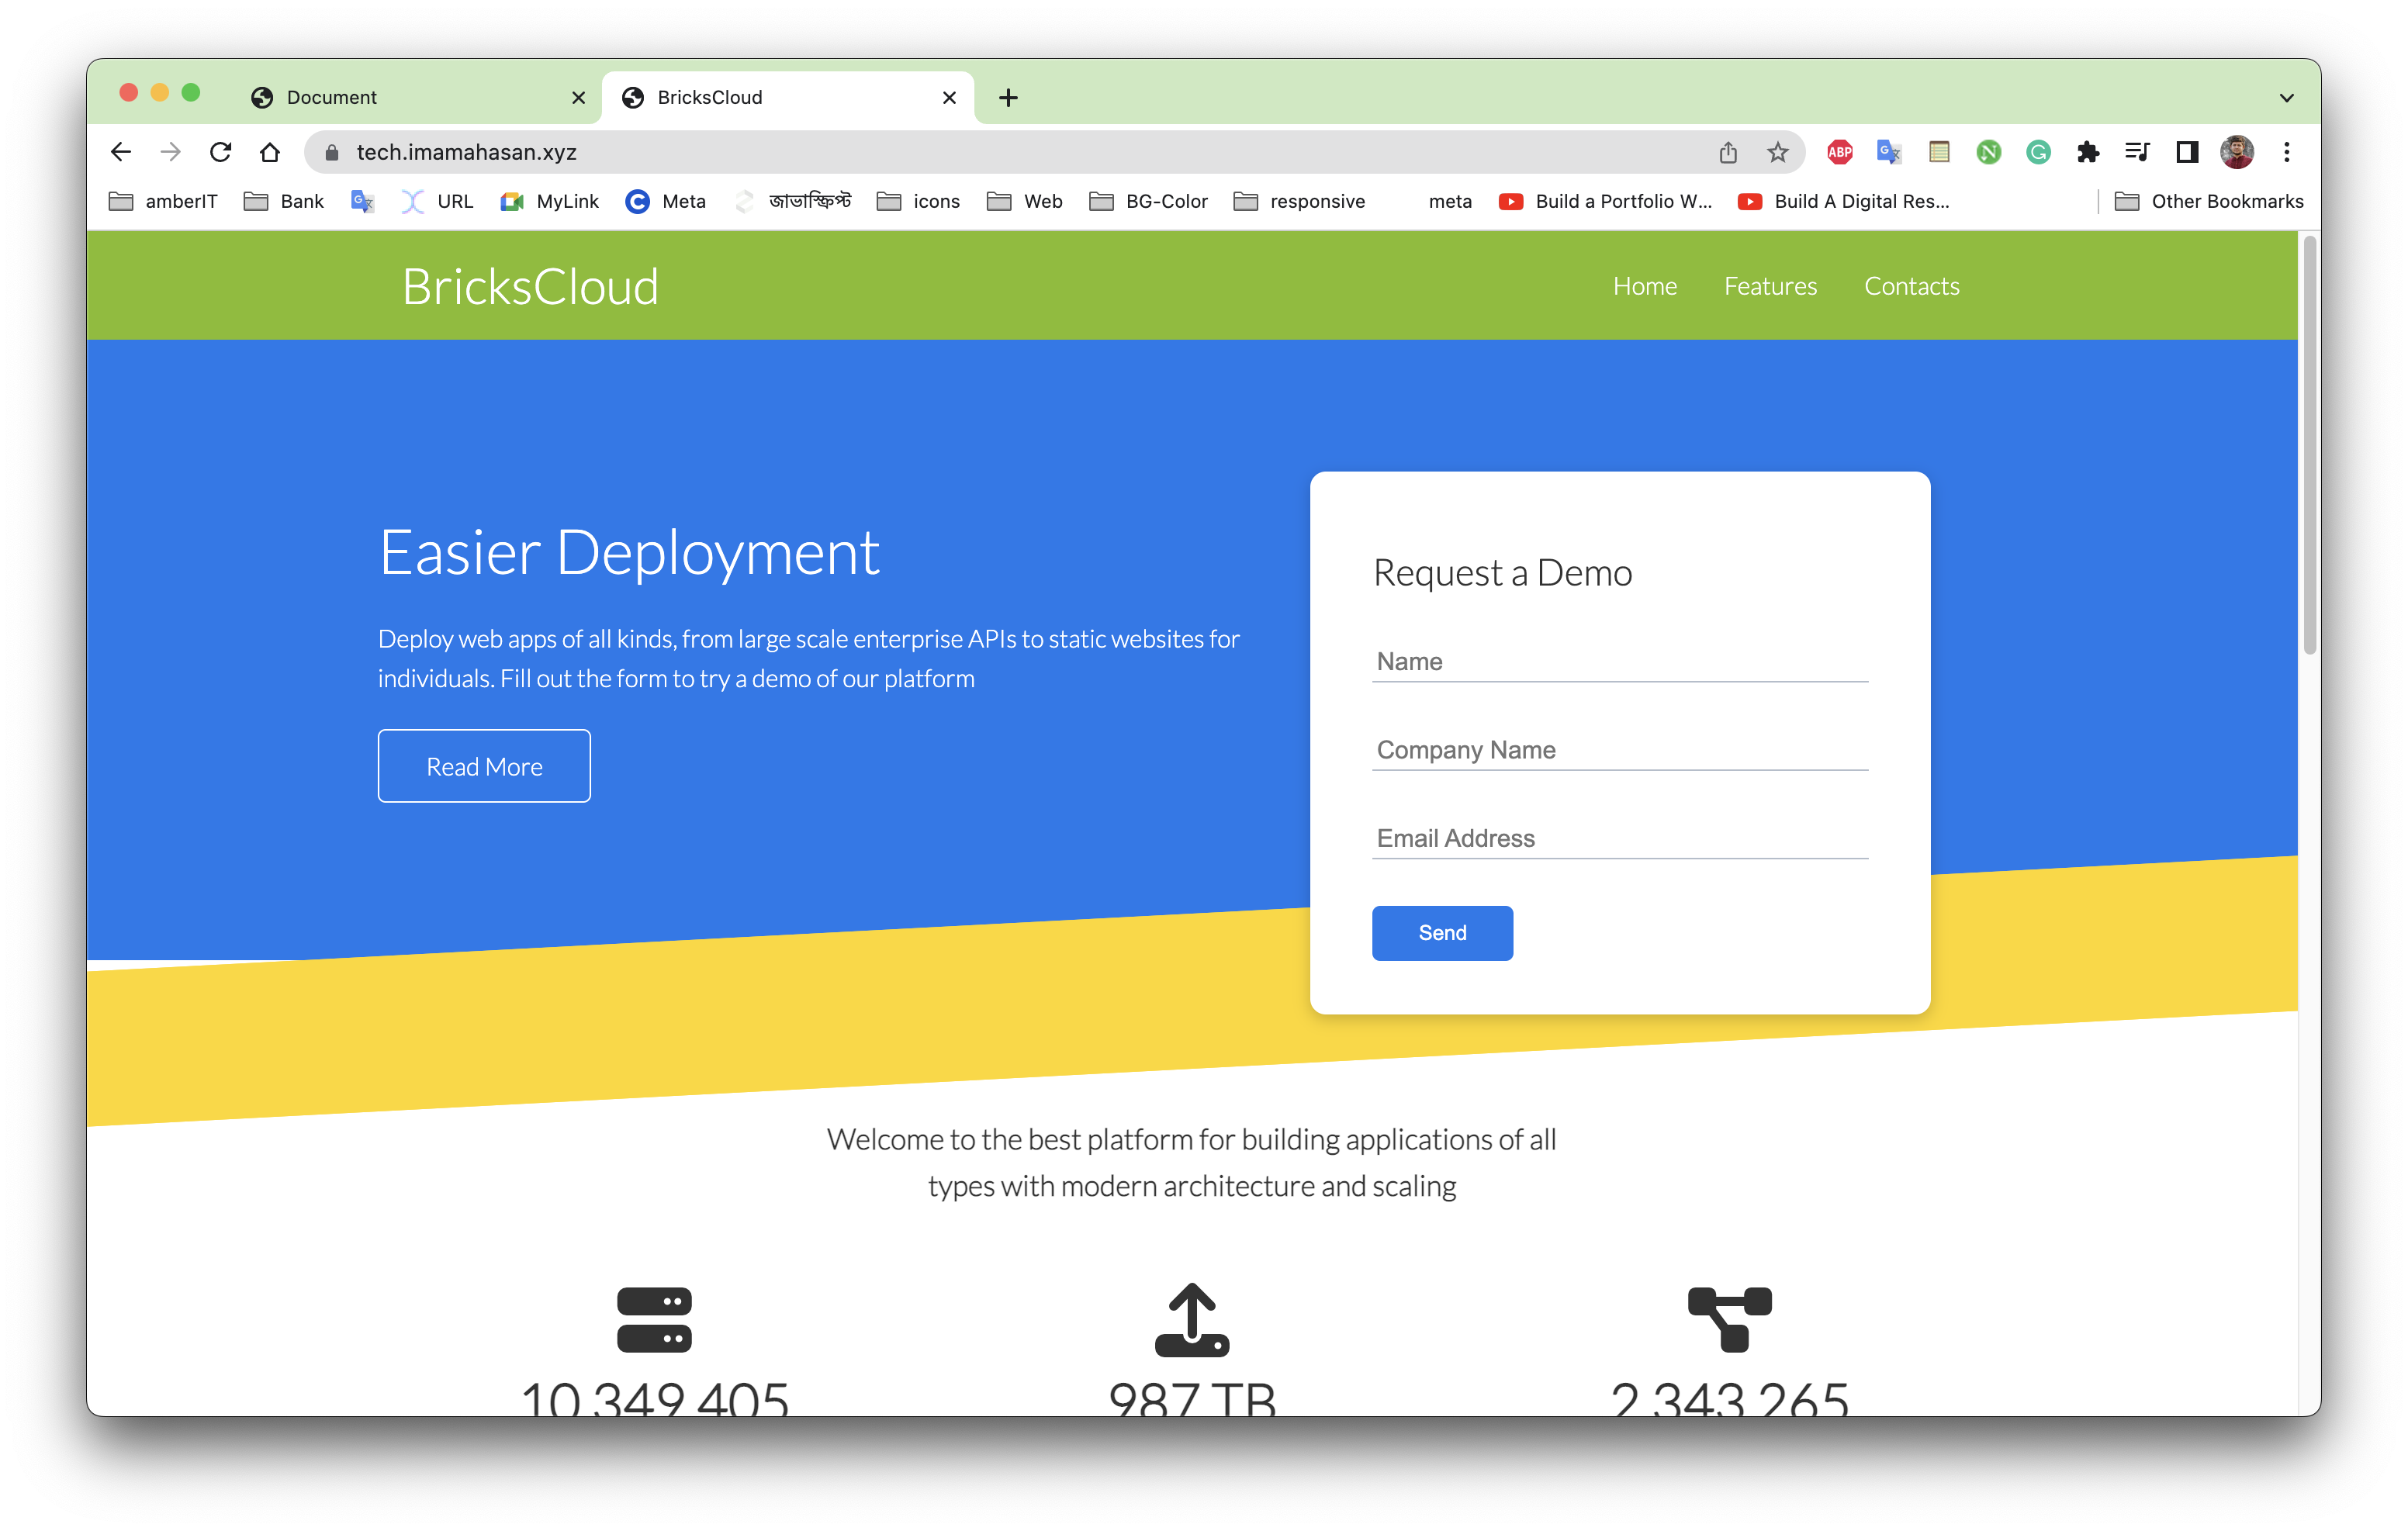 Document
BricksCloud
tech.imamahasan.xyz
ABP
amberIT
Bank
URL
MyLink
Meta
জাভাস্ক্রিপ্ট
icons
Web
BG-Color
responsive
meta
Build a Portfolio W...
Build A Digital Res...
Other Bookmarks
BricksCloud
Home
Features
Contacts
Easier Deployment
Deploy web apps of all kinds, from large scale enterprise APIs to static websites for
individuals. Fill out the form to try a demo of our platform
Read More
Request a Demo
Name
Company Name
Email Address
Send
Welcome to the best platform for building applications of all
types with modern architecture and scaling
10,349,405
987 TB
2,343,265